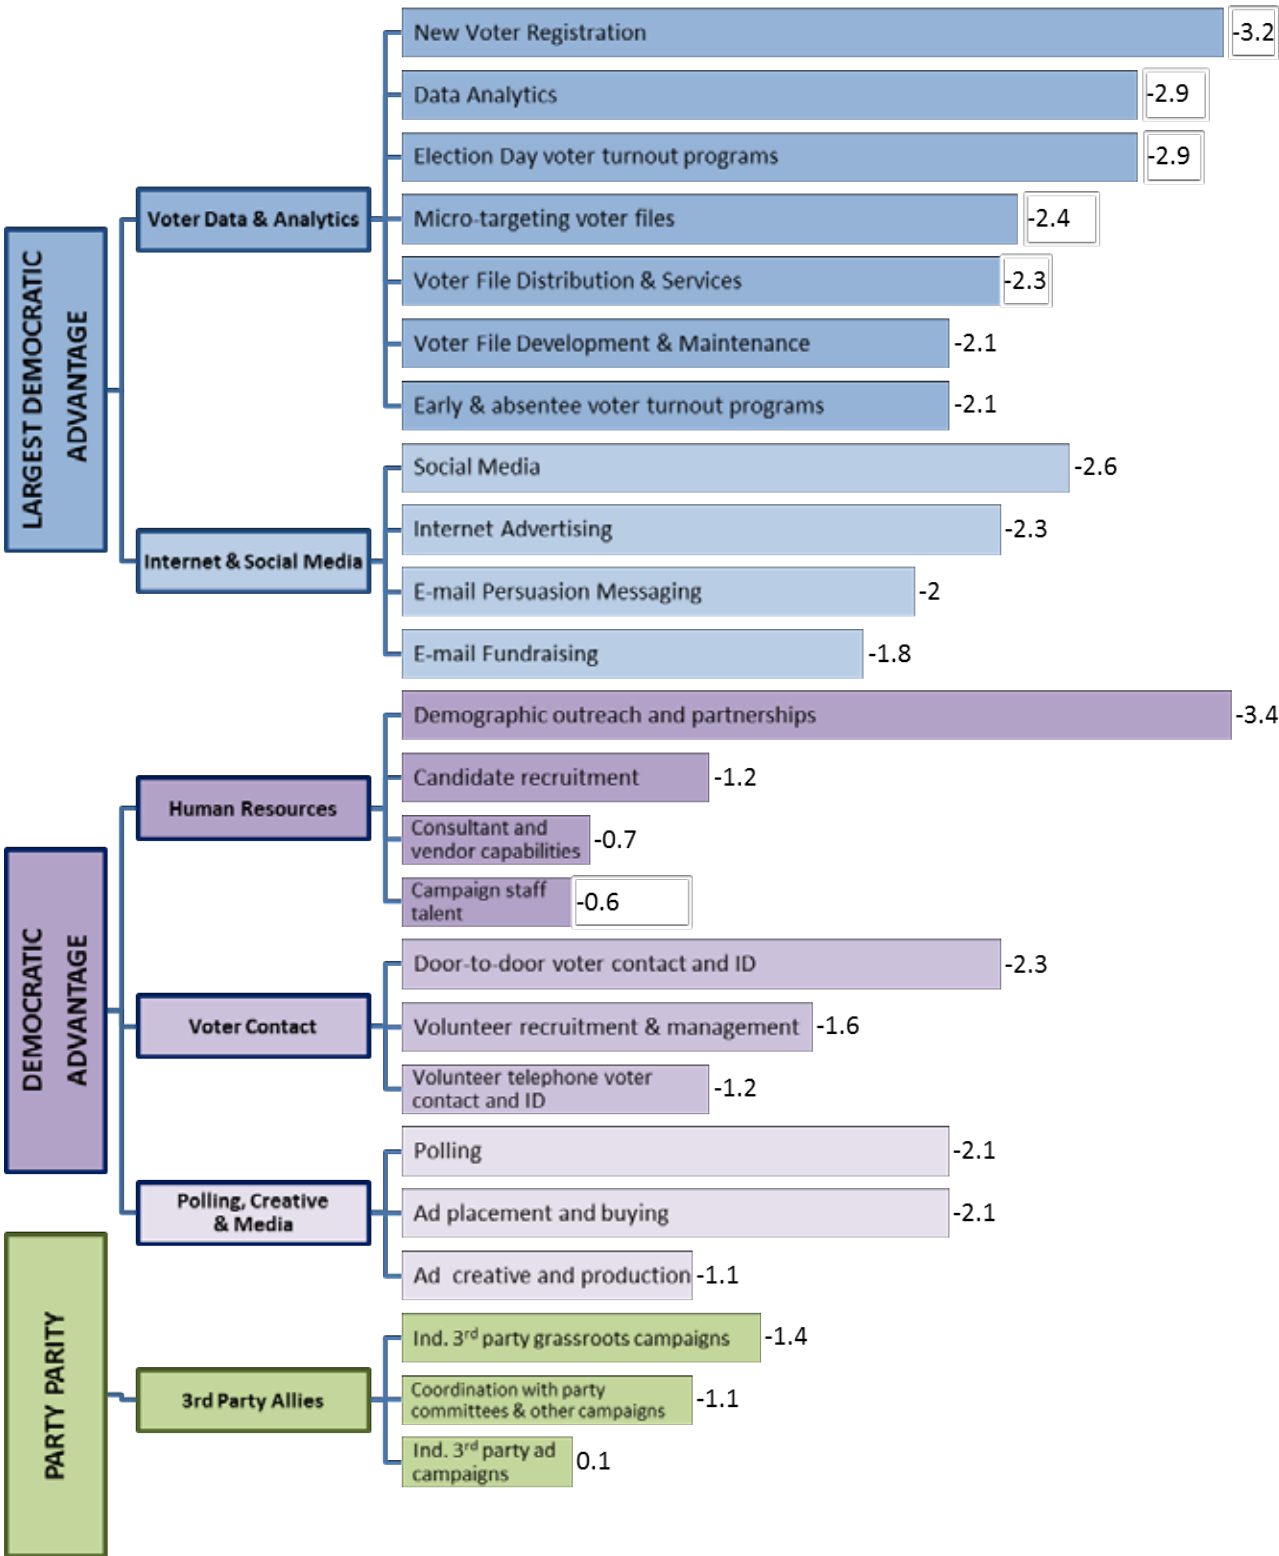 LARGEST DEMOCRATIC
ADVANTAGE
Voter Data & Analytics
New Voter Registration -3.2
Data Analytics -2.9
Election Day voter turnout programs -2.9
Micro-targeting voter files -2.4
Voter File Distribution & Services -2.3
Voter File Development & Maintenance -2.1
Early & absentee voter turnout programs -2.1
Internet & Social Media
Social Media -2.6
Internet Advertising -2.3
E-mail Persuasion Messaging -2
E-mail Fundraising -1.8
DEMOCRATIC
ADVANTAGE
Human Resources
Demographic outreach and partnerships -3.4
Candidate recruitment -1.2
Consultant and
vendor capabilities -0.7
Campaign staff
talent -0.6
Voter Contact
Door-to-door voter contact and ID -2.3
Volunteer recruitment & management -1.6
Volunteer telephone voter
contact and ID -1.2
Polling, Creative
& Media
Polling -2.1
Ad placement and buying -2.1
Ad  creative and production -1.1
PARTY PARITY
3rd Party Allies
Ind. 3rd party grassroots campaigns -1.4
Coordination with party
committees & other campaigns -1.1
Ind. 3rd party ad
campaigns 0.1